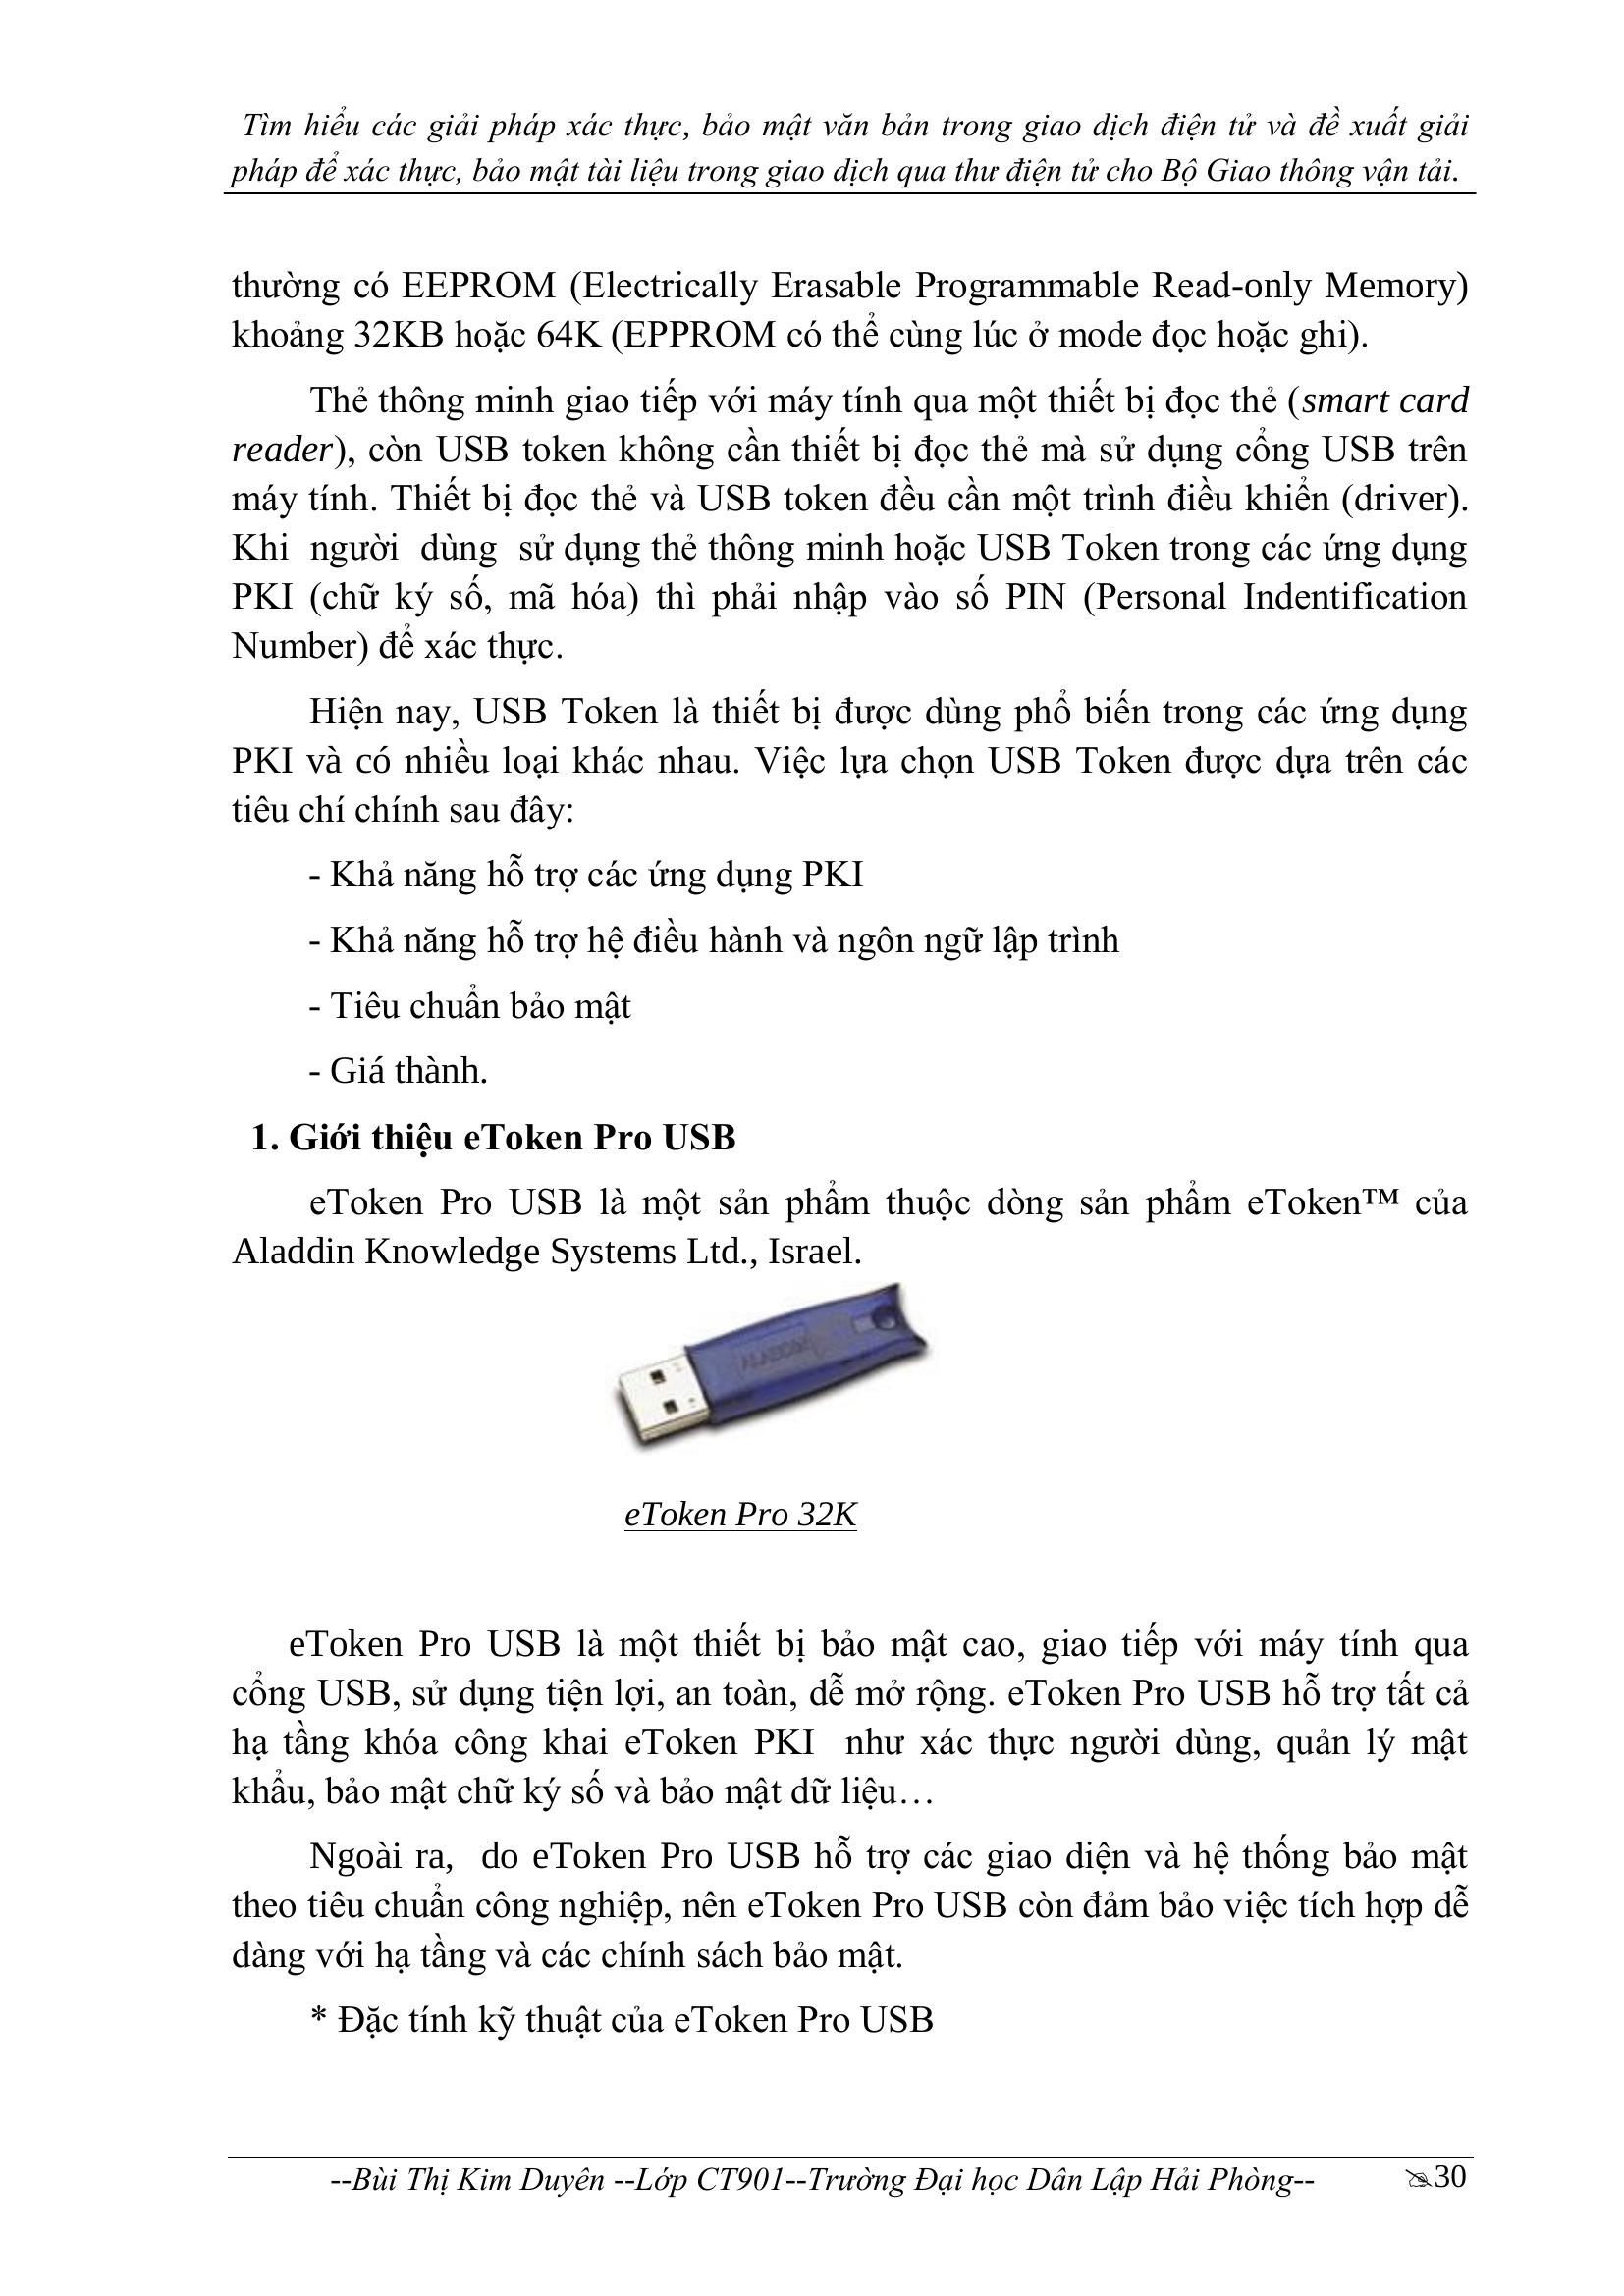 Tìm hiểu các giải pháp xác thực, bảo mật văn bản trong giao dịch điện tử và đề xuất giải
pháp để xác thực, bảo mật tài liệu trong giao dịch qua thư điện tử cho Bộ Giao thông vận tải.
thường có EEPROM (Electrically Erasable Programmable Read-only Memory)
khoảng 32KB hoặc 64K (EPPROM có thể cùng lúc ở mode đọc hoặc ghi).
Thẻ thông minh giao tiếp với máy tính qua một thiết bị đọc thẻ (smart card
reader), còn USB token không cần thiết bị đọc thẻ mà sử dụng cổng USB trên
máy tính. Thiết bị đọc thẻ và USB token đều cần một trình điều khiển (driver).
Khi người dùng sử dụng thẻ thông minh hoặc USB Token trong các ứng dụng
PKI (chữ ký số, mã hóa) thì phải nhập vào số PIN (Personal Indentification
Number) để xác thực.
Hiện nay, USB Token là thiết bị được dùng phổ biến trong các ứng dụng
PKI và có nhiều loại khác nhau. Việc lựa chọn USB Token được dựa trên các
tiêu chí chính sau đây:
- Khả năng hỗ trợ các ứng dụng PKI
- Khả năng hỗ trợ hệ điều hành và ngôn ngữ lập trình
- Tiêu chuẩn bảo mật
- Giá thành.
1. Giới thiệu eToken Pro USB
eToken Pro USB là một sản phẩm thuộc dòng sản phẩm eToken™ của
Aladdin Knowledge Systems Ltd., Israel.
eToken Pro 32K
eToken Pro USB là một thiết bị bảo mật cao, giao tiếp với máy tính qua
cổng USB, sử dụng tiện lợi, an toàn, dễ mở rộng. eToken Pro USB hỗ trợ tất cả
hạ tầng khóa công khai eToken PKI như xác thực người dùng, quản lý mật
khẩu, bảo mật chữ ký số và bảo mật dữ liệu…
Ngoài ra, do eToken Pro USB hỗ trợ các giao diện và hệ thống bảo mật
theo tiêu chuẩn công nghiệp, nên eToken Pro USB còn đảm bảo việc tích hợp dễ
dàng với hạ tầng và các chính sách bảo mật.
* Đặc tính kỹ thuật của eToken Pro USB
--Bùi Thị Kim Duyên --Lớp CT901--Trường Đại học Dân Lập Hải Phòng-- 30